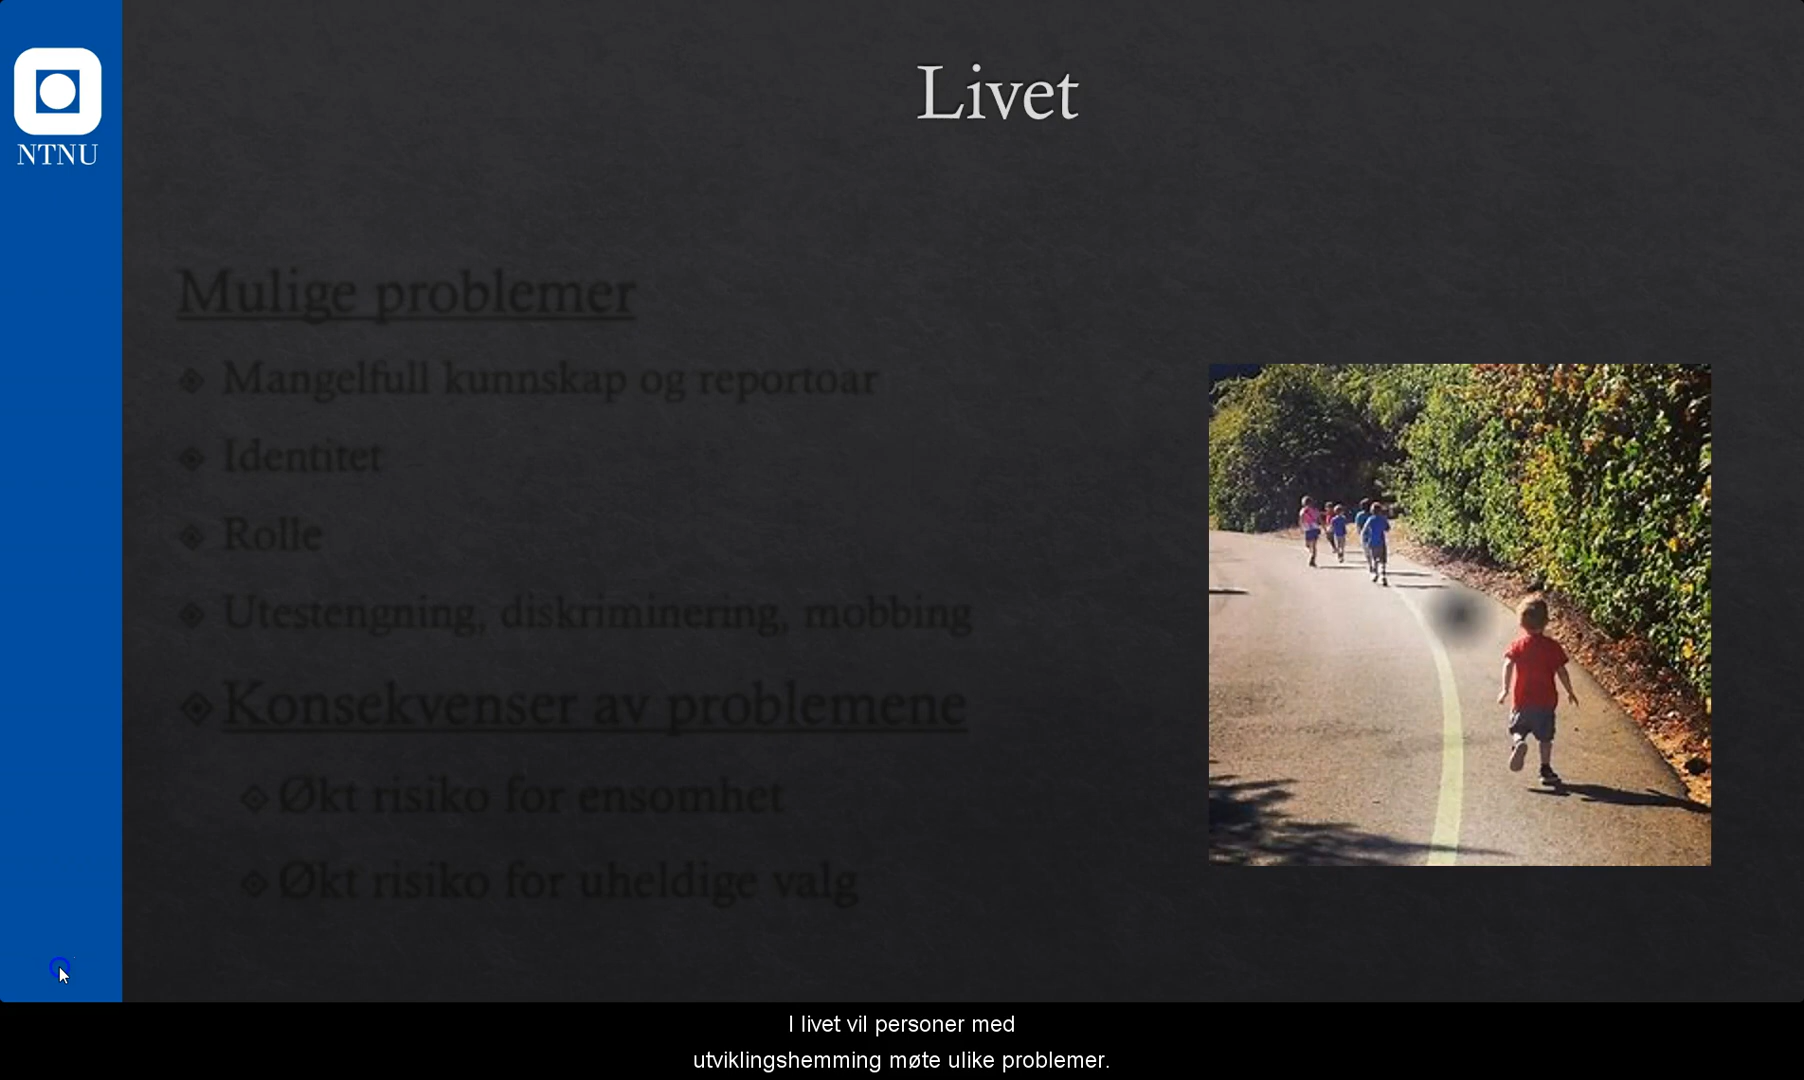 NTNU
Livet
Mulige problemer
Mangelfull kunnskap og reportoar
Identitet
Rolle
Utestengning, diskriminering, mobbing
Konsekvenser av problemene
Økt risiko for ensomhet
Økt risiko for uheldige valg
I livet vil personer med
utviklingshemming møte ulike problemer.